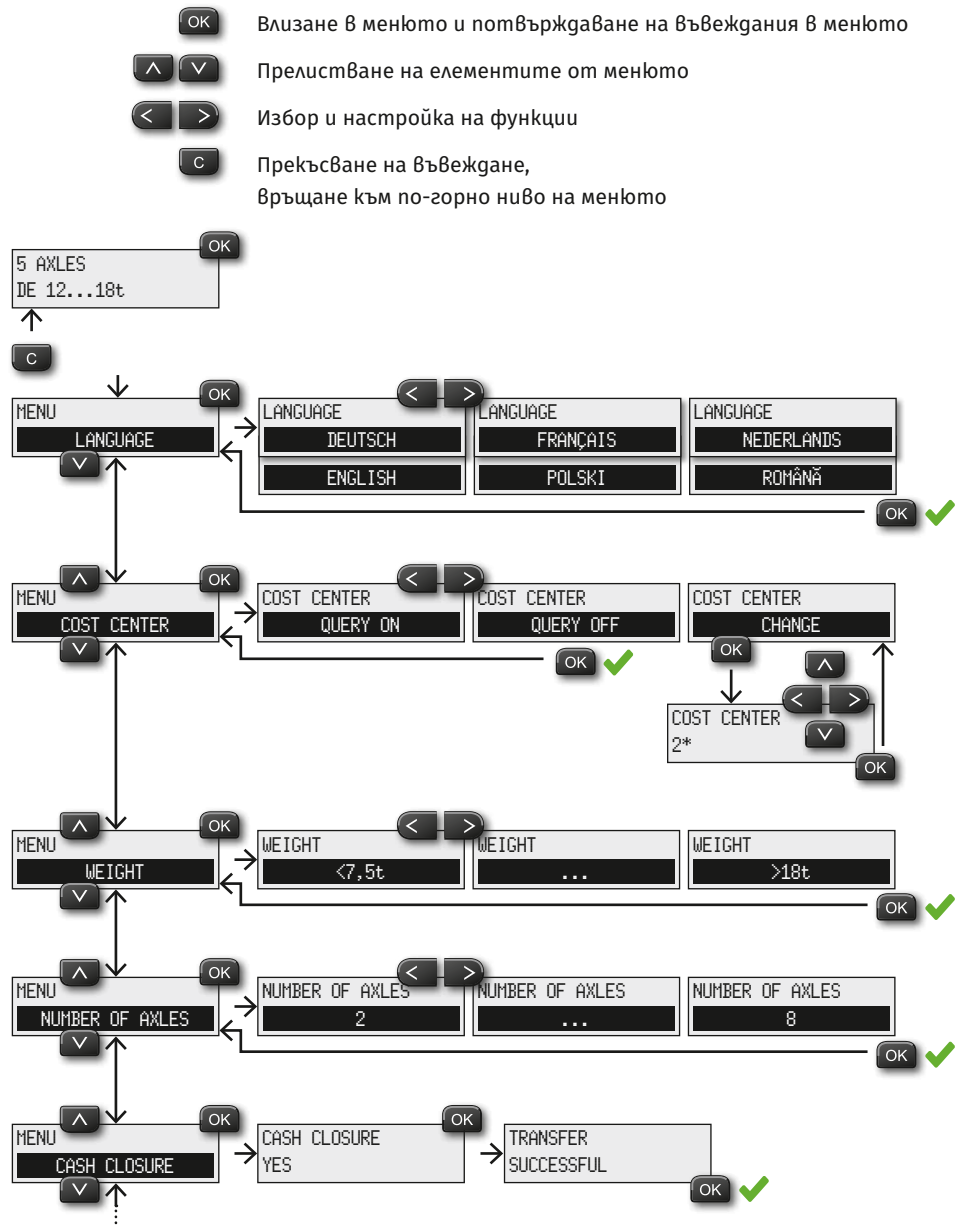 OK Влизане в менюто и потвърждаване на въвеждания в менюто
Прелистване на елементите от менюто
< > Избор и настройка на функции
C Прекъсване на въвеждане,
връщане към по-горно ниво на менюто
OK
5 AXLES
DE 12...18t
C
OK < >
MENU LANGUAGE LANGUAGE LANGUAGE
LANGUAGE DEUTSCH FRANÇAIS NEDERLANDS
ENGLISH POLSKI ROMÂNĂ
OK
OK < >
MENU COST CENTER COST CENTER COST CENTER
COST CENTER QUERY ON QUERY OFF CHANGE
OK OK
< >
COST CENTER
2*
OK
OK < >
MENU WEIGHT WEIGHT WEIGHT
WEIGHT <7,5t ... >18t
OK
OK < >
MENU NUMBER OF AXLES NUMBER OF AXLES NUMBER OF AXLES
NUMBER OF AXLES 2 ... 8
OK
OK OK
MENU CASH CLOSURE TRANSFER
CASH CLOSURE YES SUCCESSFUL
OK